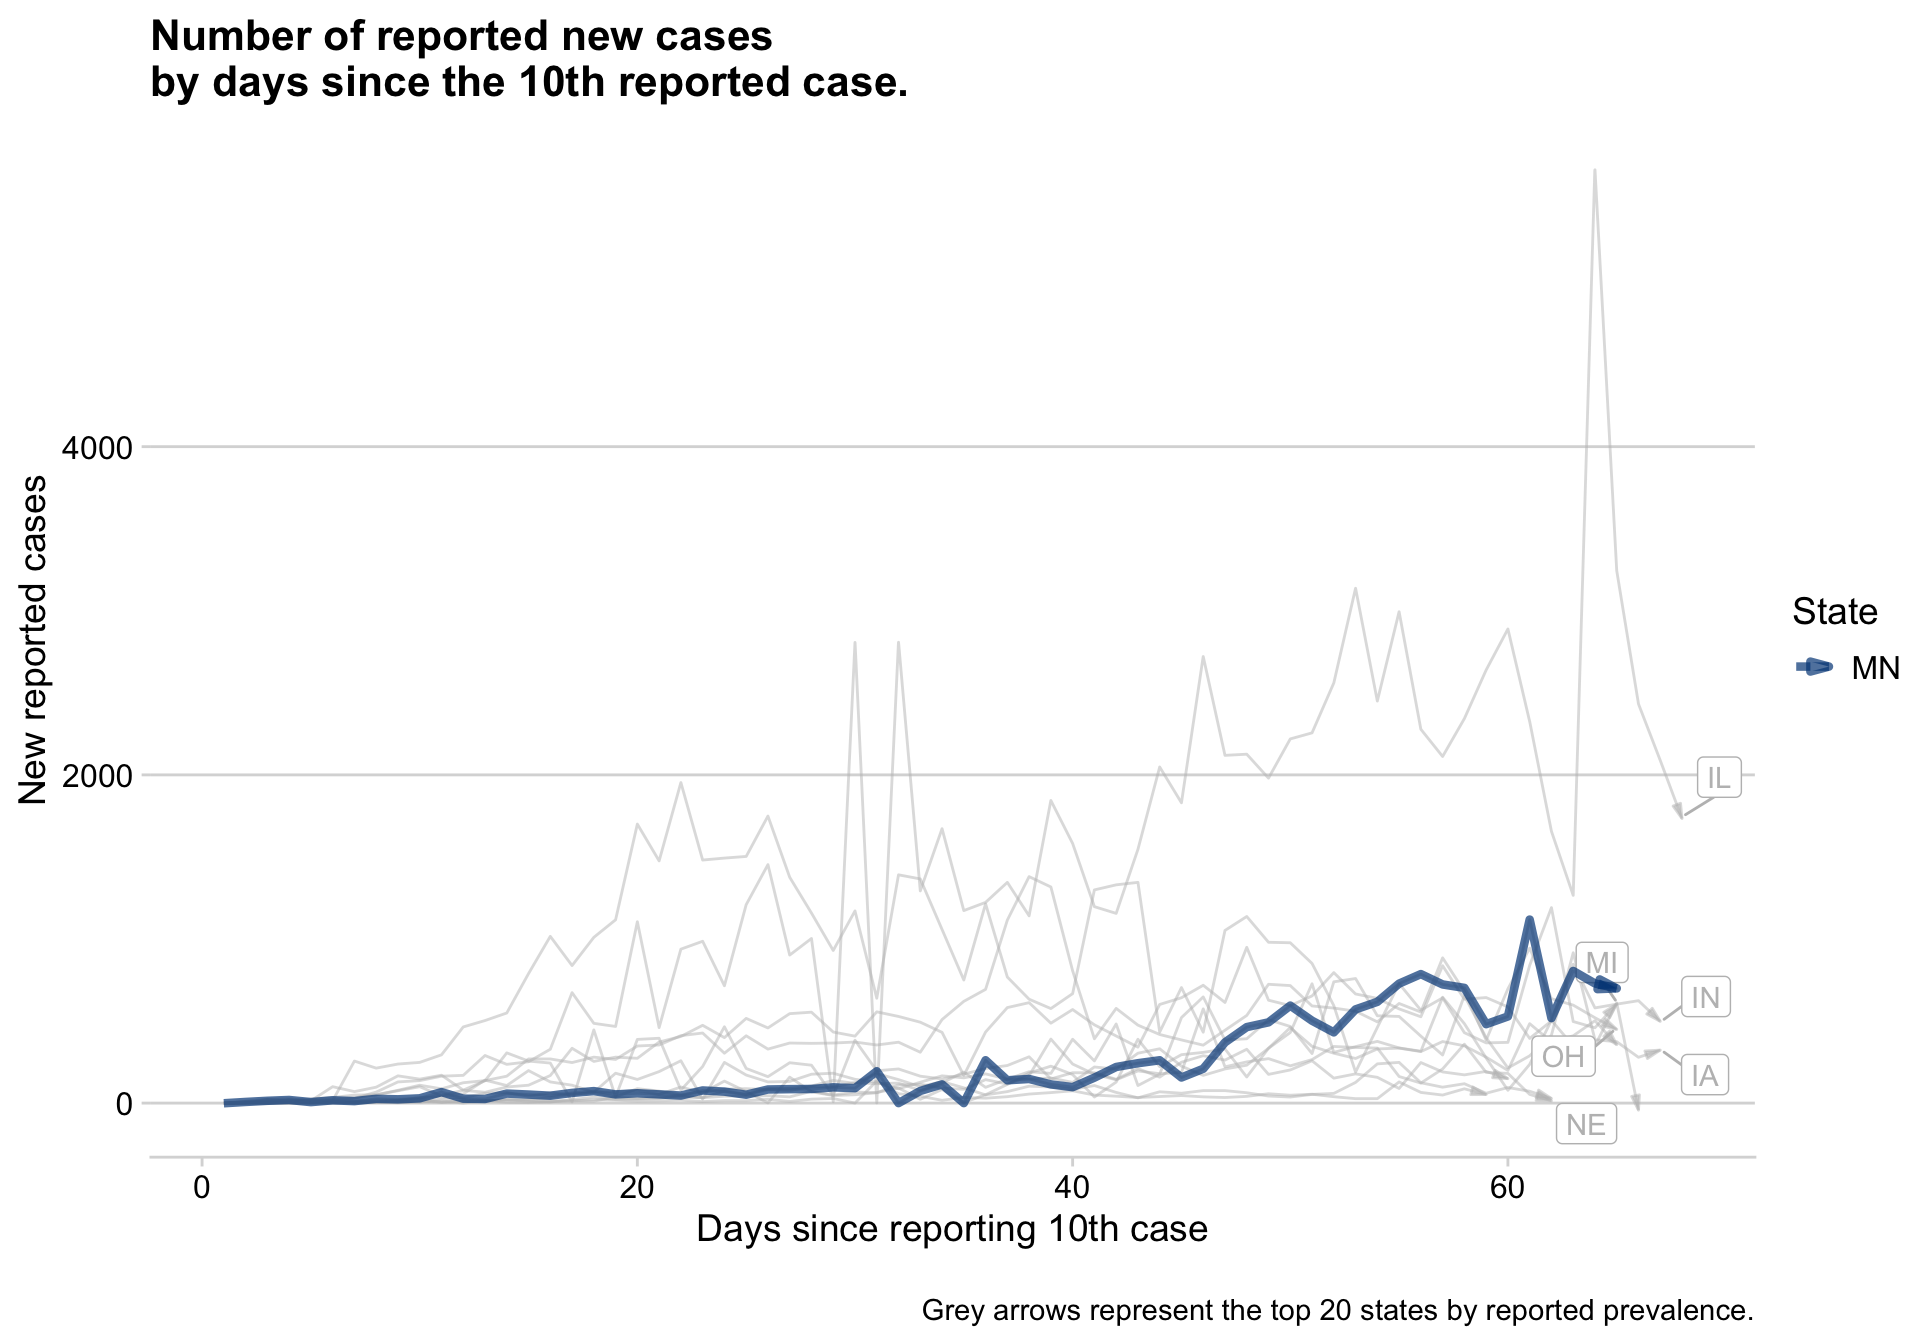 Number of reported new cases
by days since the 10th reported case.
New reported cases
4000
2000
0
IL
MI
IN
OH
IA
NE
State
MN
0
20
40
60
Days since reporting 10th case
Grey arrows represent the top 20 states by reported prevalence.